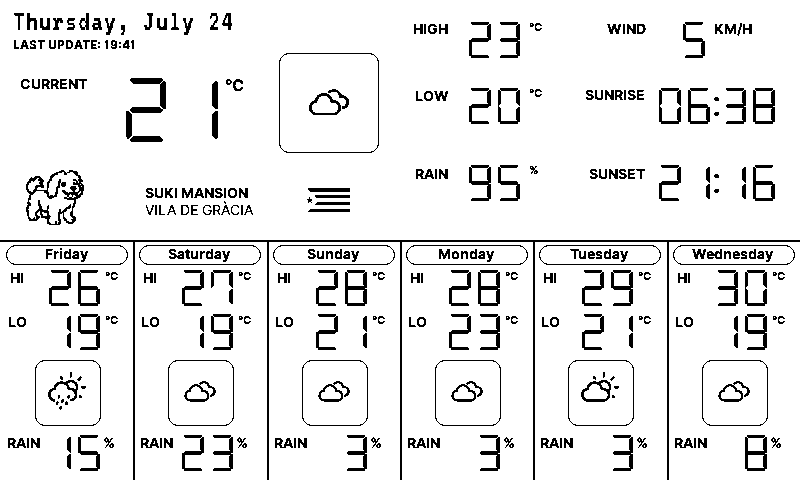 Thursday, July 24
LAST UPDATE: 19:41
CURRENT 21 °C
SUKI MANSION
VILA DE GRÀCIA
HIGH 23 °C
LOW 20 °C
RAIN 95 %
WIND 5 KM/H
SUNRISE 06:38
SUNSET 21:16
Friday
HI 26 °C
LO 19 °C
RAIN 15 %
Saturday
HI 27 °C
LO 19 °C
RAIN 23 %
Sunday
HI 28 °C
LO 21 °C
RAIN 3 %
Monday
HI 28 °C
LO 23 °C
RAIN 3 %
Tuesday
HI 29 °C
LO 21 °C
RAIN 3 %
Wednesday
HI 30 °C
LO 19 °C
RAIN 8 %